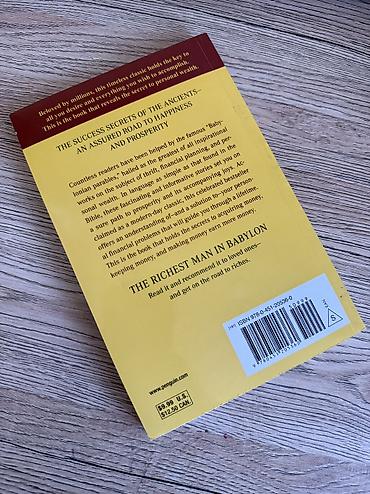 Beloved by millions, this timeless classic holds the key to
all you desire and everything you wish to accomplish.
This is the book that reveals the secret to personal wealth.
THE SUCCESS SECRETS OF THE ANCIENTS—
AN ASSURED ROAD TO HAPPINESS
AND PROSPERITY
Countless readers have been helped by the famous "Baby-
lonian parables," hailed as the greatest of all inspirational
works on the subject of thrift, financial planning, and per-
sonal wealth. In language as simple as that found in the
Bible, these fascinating and informative stories set you on
a sure path to prosperity and its accompanying joys. Ac-
claimed as a modern-day classic, this celebrated bestseller
offers an understanding of—and a solution to—your person-
al financial problems that will guide you through a lifetime.
This is the book that holds the secrets to acquiring money,
keeping money, and making money earn more money.
THE RICHEST MAN IN BABYLON
Read it and recommend it to loved ones—
and get on the road to riches.
ISBN 978-0-451-20536-0
S
www.penguin.com
$9.99 U.S.
$12.50 CAN